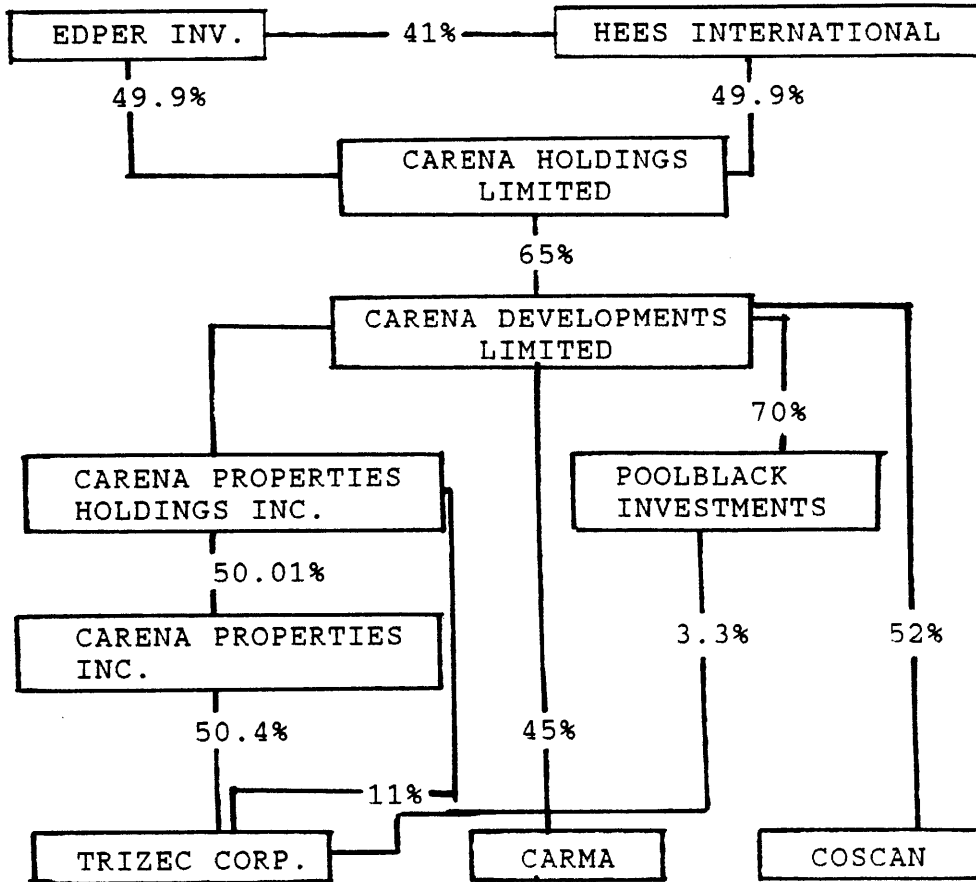 EDPER INV.
41%
HEES INTERNATIONAL
49.9%
49.9%
CARENA HOLDINGS
LIMITED
65%
CARENA DEVELOPMENTS
LIMITED
70%
CARENA PROPERTIES
HOLDINGS INC.
POOLBLACK
INVESTMENTS
50.01%
CARENA PROPERTIES
INC.
3.3%
52%
50.4%
45%
11%
TRIZEC CORP.
CARMA
COSCAN